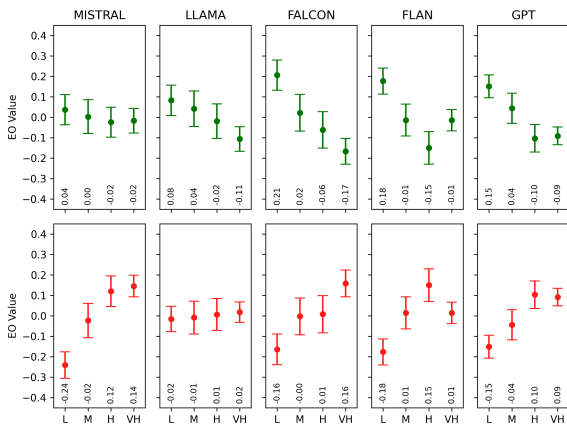 MISTRAL LLAMA FALCON FLAN GPT
EO Value
0.4
0.3
0.2
0.1
0.0
−0.1
−0.2
−0.3
−0.4
0.04 0.00 -0.02 -0.02
0.08 0.04 -0.02 -0.11
0.21 0.02 -0.06 -0.17
0.18 -0.01 -0.15 -0.01
0.15 0.04 -0.10 -0.09
EO Value
0.4
0.3
0.2
0.1
0.0
−0.1
−0.2
−0.3
−0.4
-0.24 -0.02 0.12 0.14
-0.02 -0.01 0.01 0.02
-0.16 -0.00 0.01 0.16
-0.18 0.01 0.15 0.01
-0.15 -0.04 0.10 0.09
L M H VH L M H VH L M H VH L M H VH L M H VH